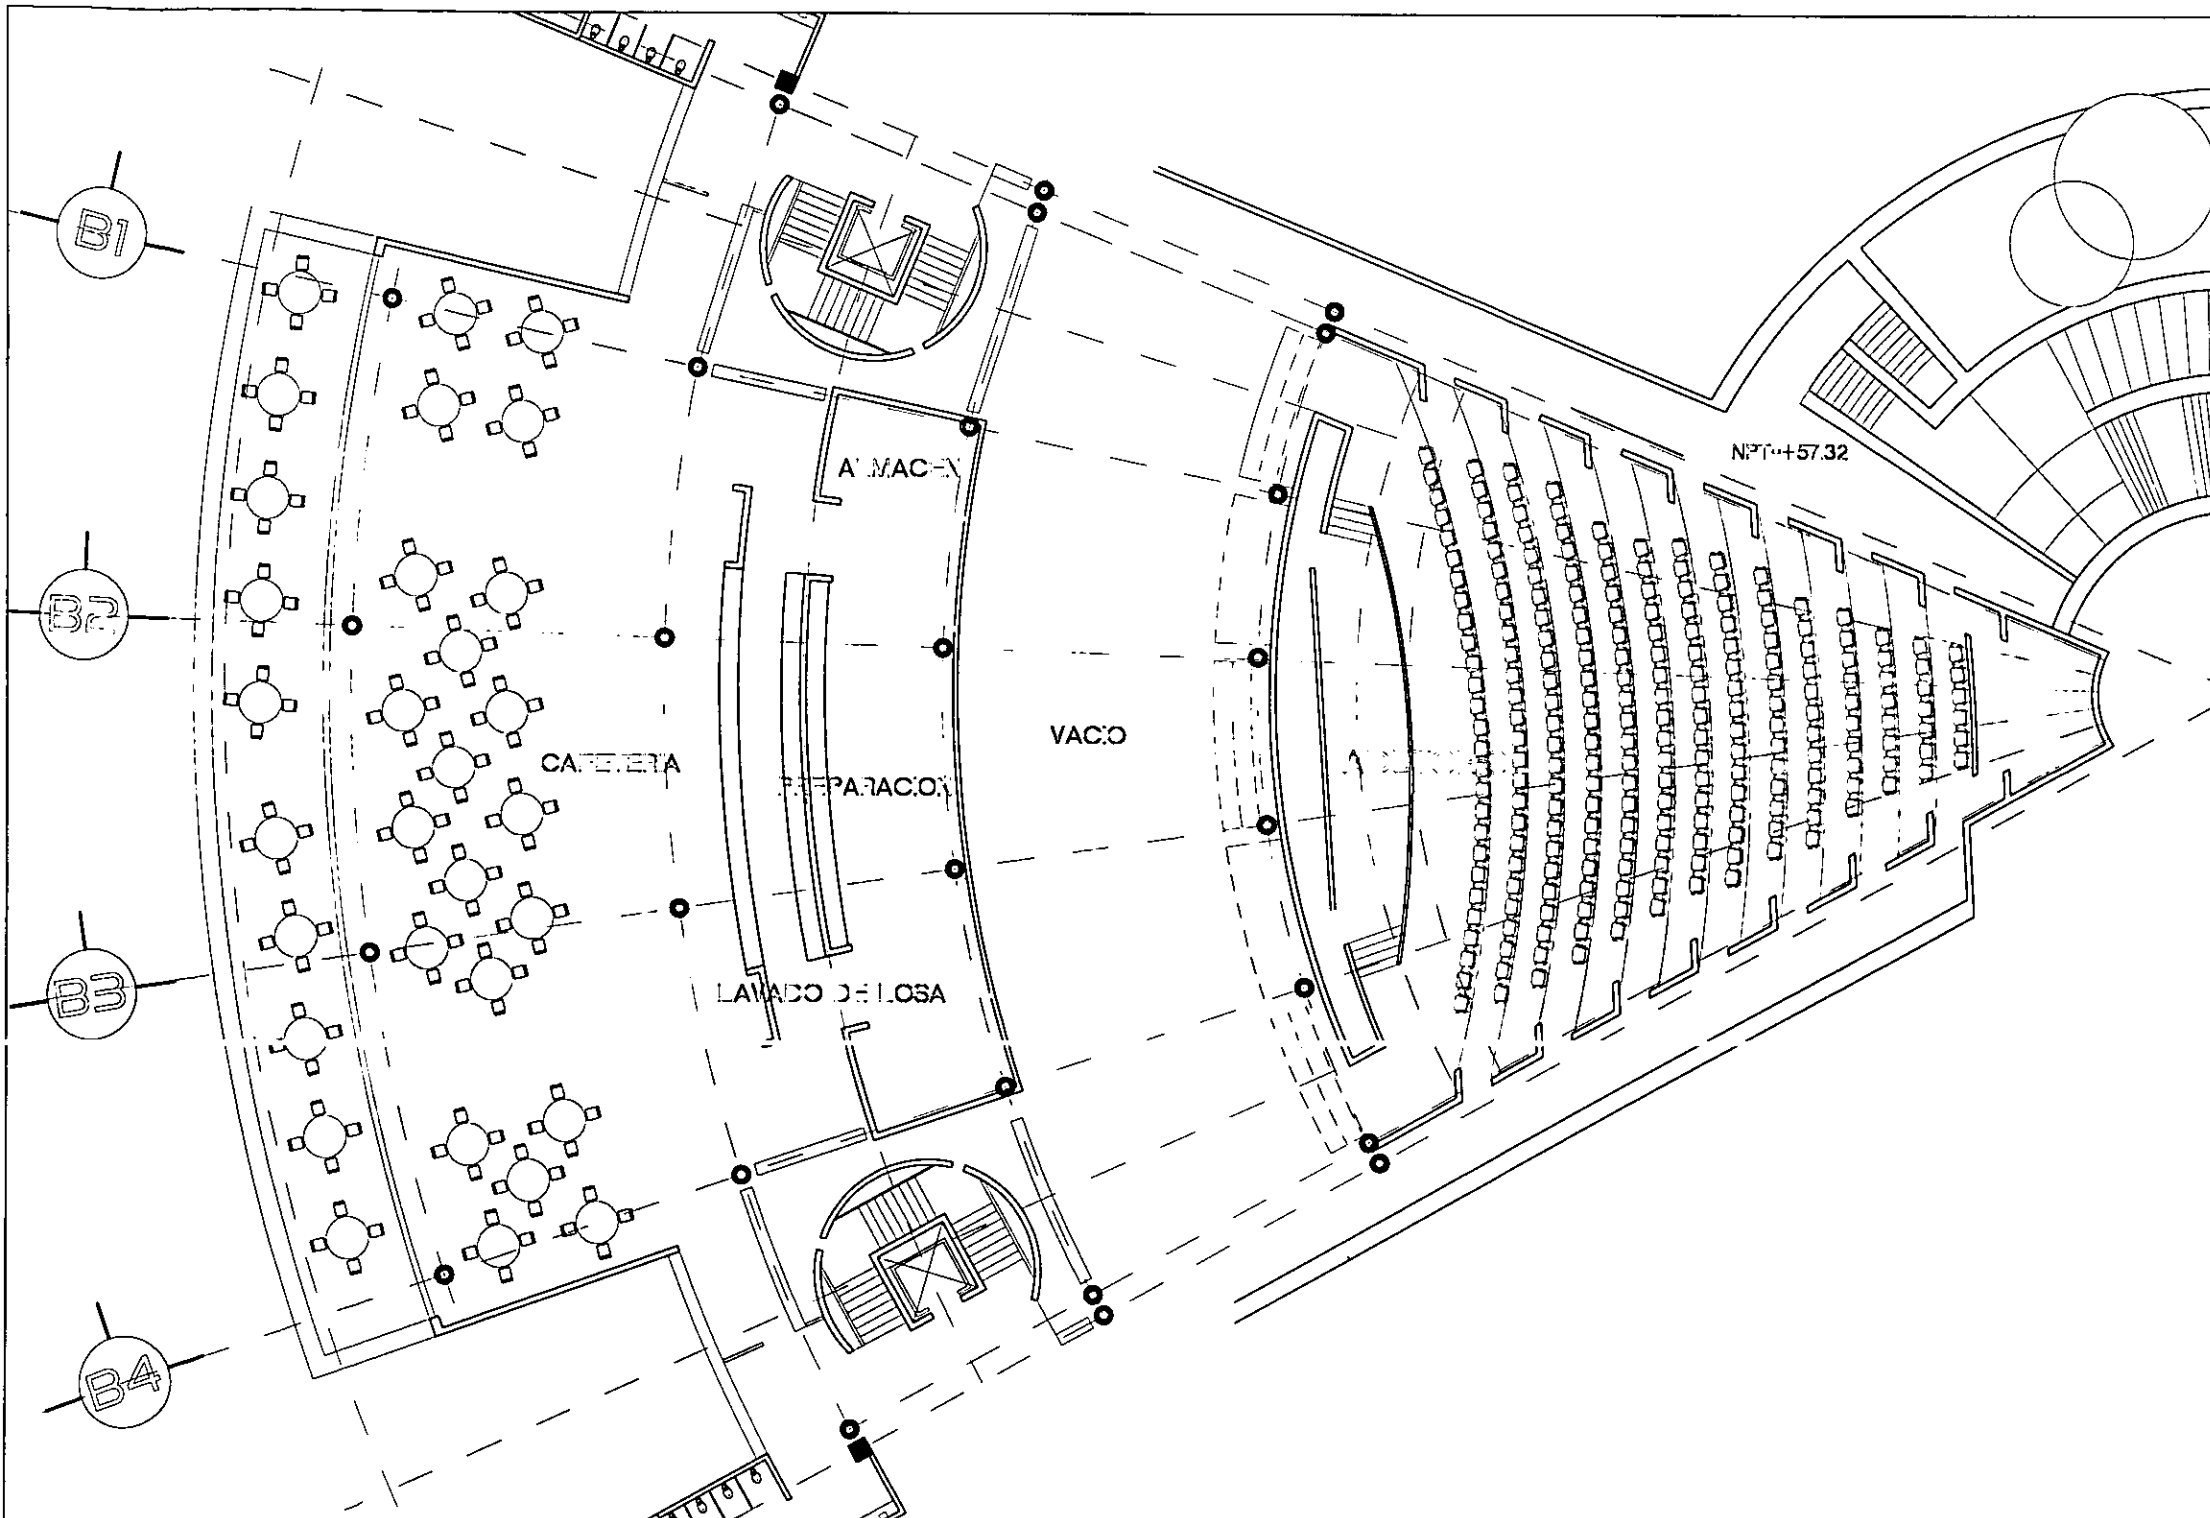 B1
NPT=+57.32
ALMACEN
B2
VACIO
CAFETERIA
PREPARACION
B3
LAVADO DE LOSA
B4